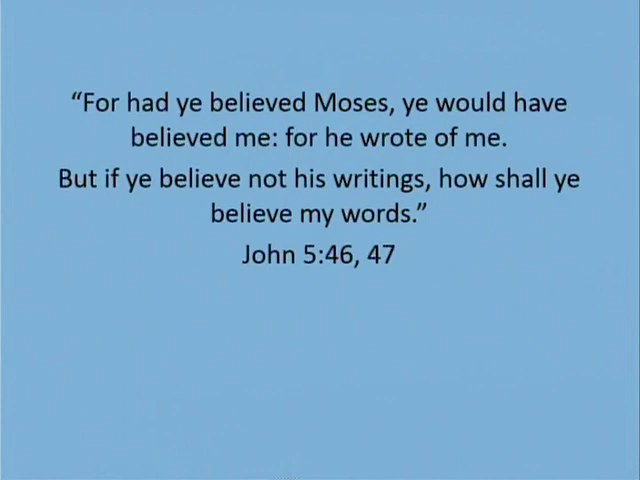 “For had ye believed Moses, ye would have
believed me: for he wrote of me.
But if ye believe not his writings, how shall ye
believe my words.”
John 5:46, 47